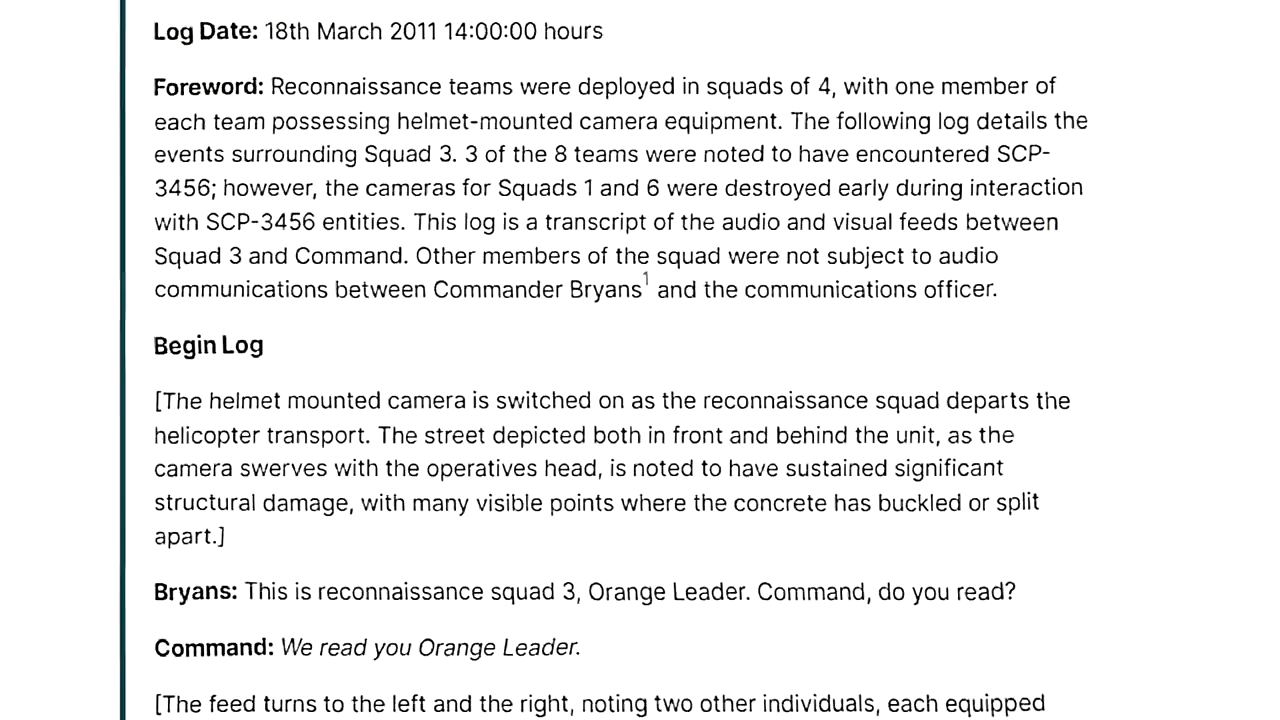 Log Date: 18th March 2011 14:00:00 hours
Foreword: Reconnaissance teams were deployed in squads of 4, with one member of
each team possessing helmet-mounted camera equipment. The following log details the
events surrounding Squad 3. 3 of the 8 teams were noted to have encountered SCP-
3456; however, the cameras for Squads 1 and 6 were destroyed early during interaction
with SCP-3456 entities. This log is a transcript of the audio and visual feeds between
Squad 3 and Command. Other members of the squad were not subject to audio
communications between Commander Bryans1 and the communications officer.
Begin Log
[The helmet mounted camera is switched on as the reconnaissance squad departs the
helicopter transport. The street depicted both in front and behind the unit, as the
camera swerves with the operatives head, is noted to have sustained significant
structural damage, with many visible points where the concrete has buckled or split
apart.]
Bryans: This is reconnaissance squad 3, Orange Leader. Command, do you read?
Command: We read you Orange Leader.
[The feed turns to the left and the right, noting two other individuals, each equipped